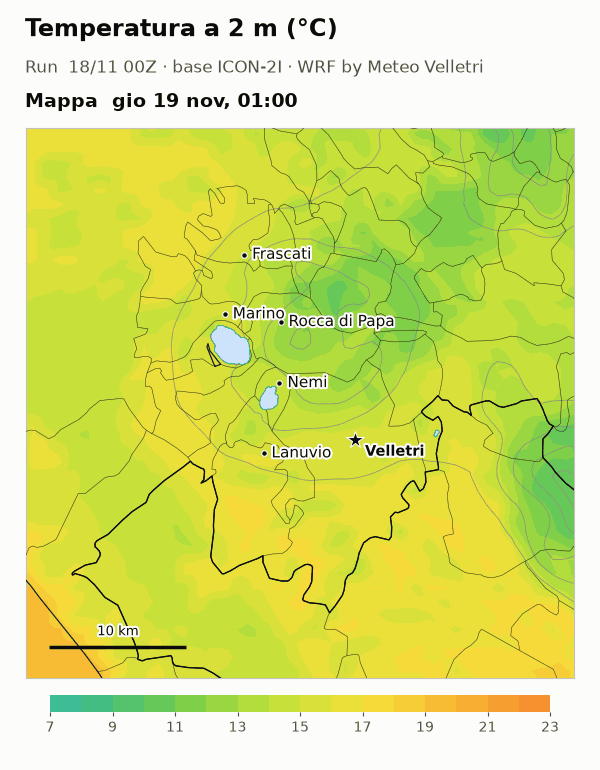 Temperatura a 2 m (°C)
Run  18/11 00Z · base ICON-2I · WRF by Meteo Velletri
Mappa  gio 19 nov, 01:00
Frascati
Marino
Rocca di Papa
Nemi
Lanuvio
Velletri
10 km
7 9 11 13 15 17 19 21 23